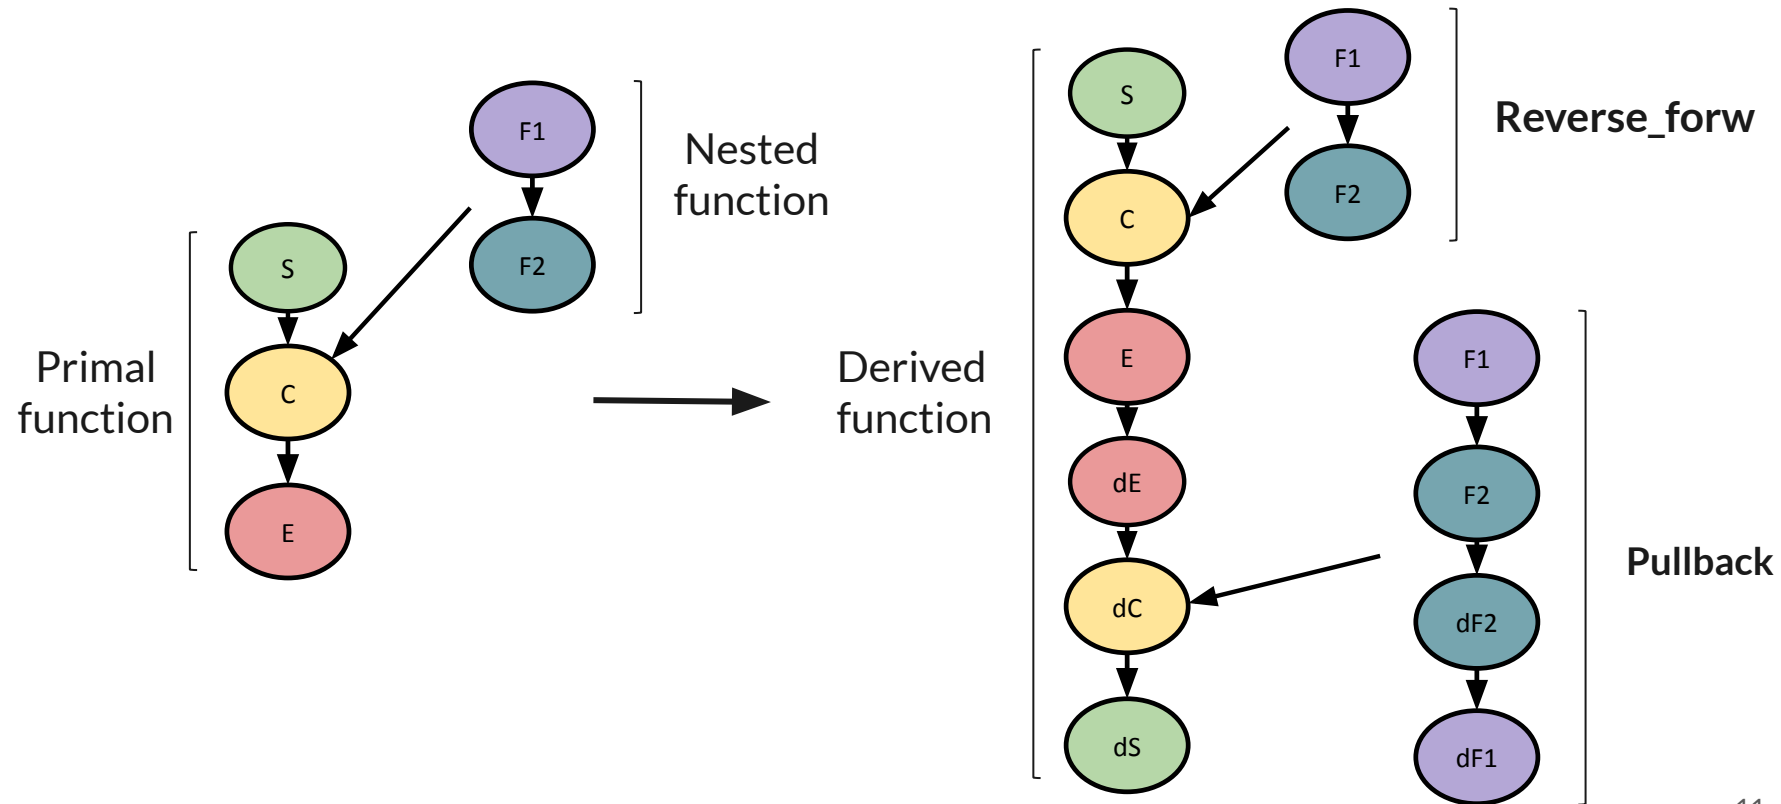 Primal
function
S
C
E
F1
F2
Nested
function
Derived
function
S
C
E
dE
dC
dS
F1
F2
Reverse_forw
F1
F2
dF2
dF1
Pullback